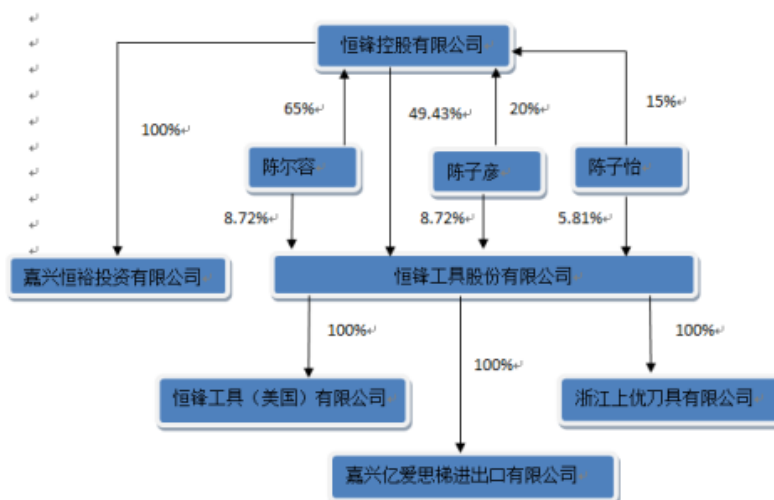 恒锋控股有限公司
65%
49.43%
20%
15%
100%
陈尔容
陈子彦
陈子怡
8.72%
8.72%
5.81%
嘉兴恒裕投资有限公司
恒锋工具股份有限公司
100%
100%
100%
恒锋工具（美国）有限公司
浙江上优刀具有限公司
嘉兴亿爱思梯进出口有限公司